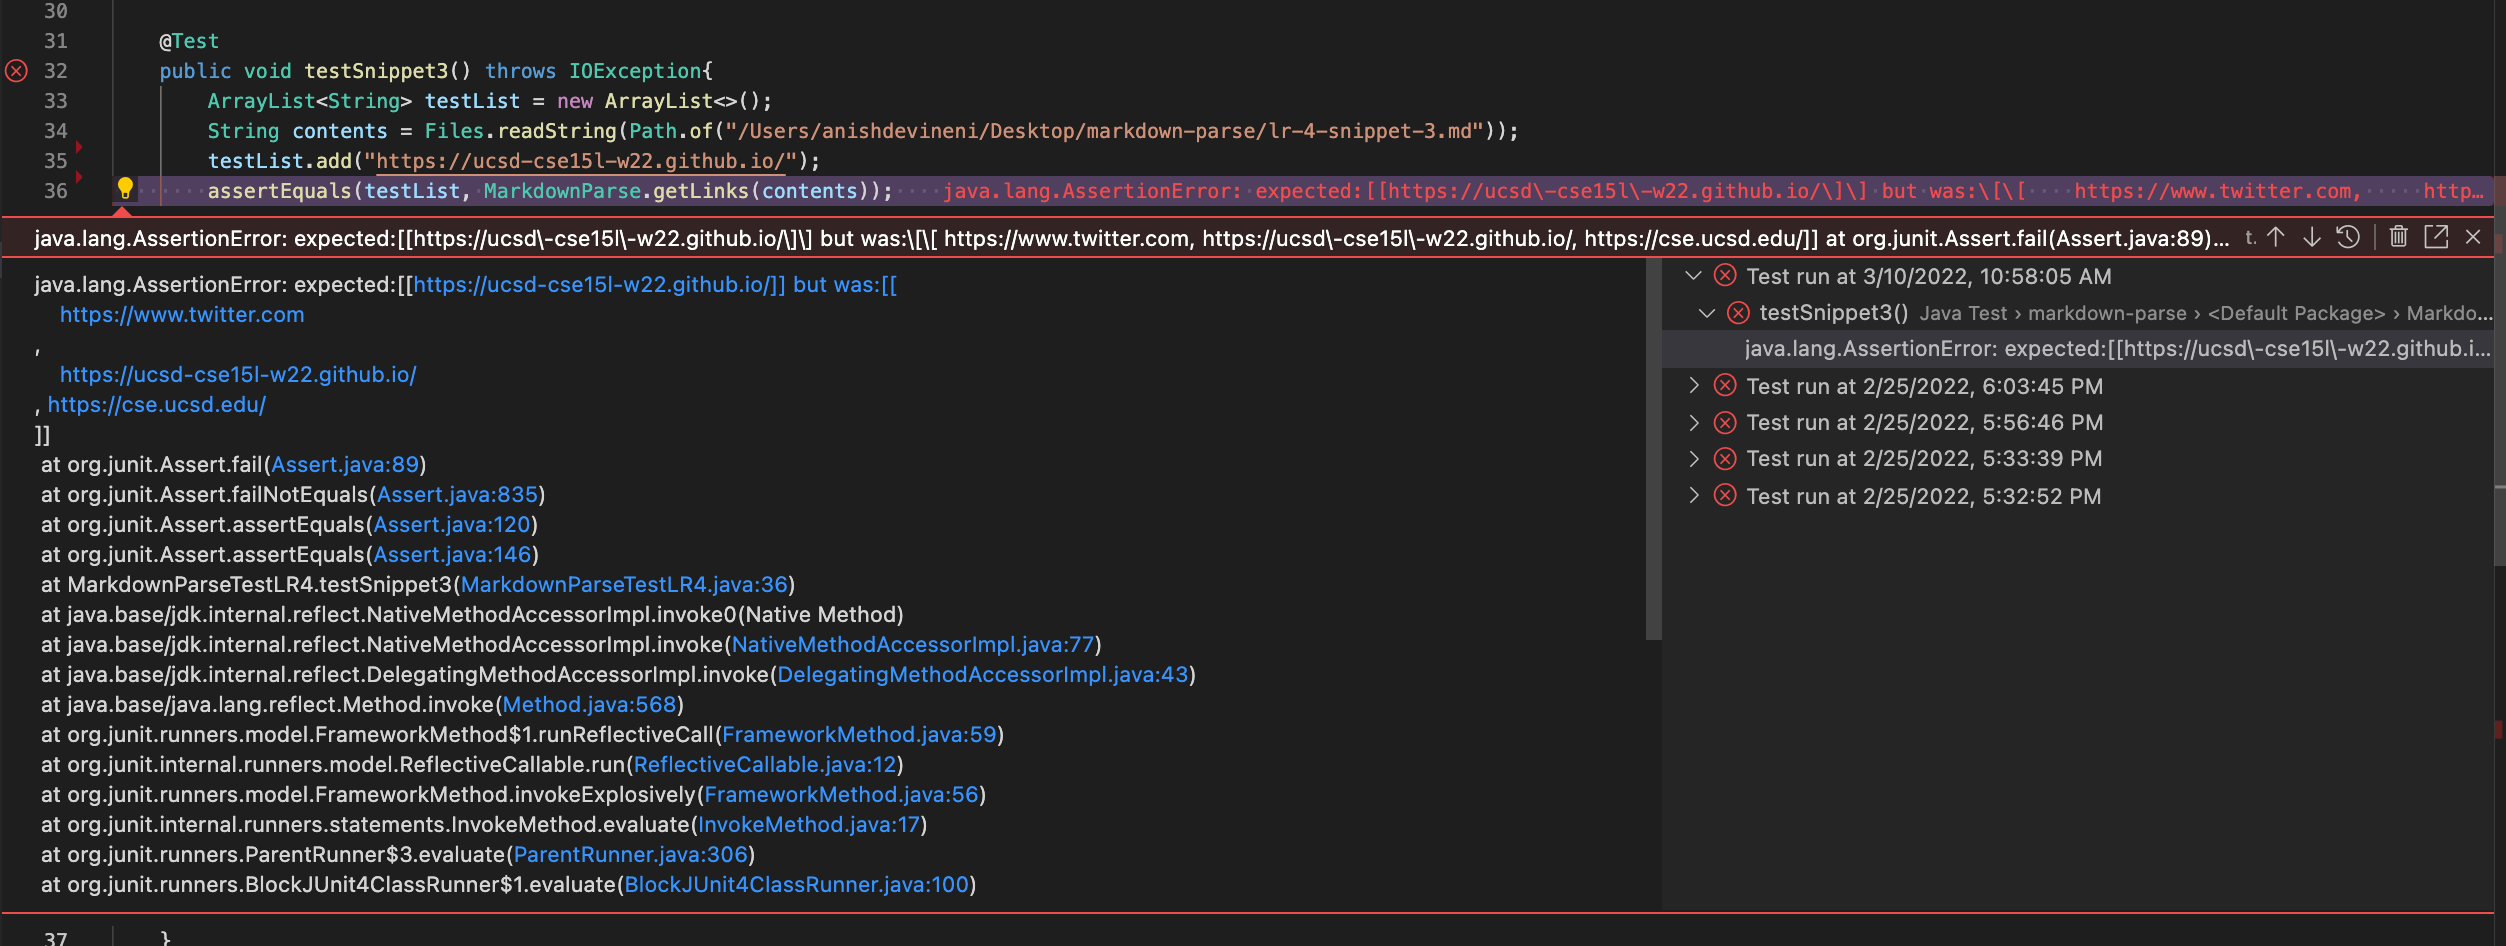 30
31 @Test
32 public void testSnippet3() throws IOException{
33 ArrayList<String> testList = new ArrayList<>();
34 String contents = Files.readString(Path.of("/Users/anishdevineni/Desktop/markdown-parse/lr-4-snippet-3.md"));
35 testList.add("https://ucsd-cse15l-w22.github.io/");
36 assertEquals(testList, MarkdownParse.getLinks(contents)); java.lang.AssertionError: expected:[[https://ucsd\-cse15l\-w22.github.io/\]\] but was:\[\[ https://www.twitter.com, http…
java.lang.AssertionError: expected:[[https://ucsd\-cse15l\-w22.github.io/\]\] but was:\[\[ https://www.twitter.com, https://ucsd\-cse15l\-w22.github.io/, https://cse.ucsd.edu/]] at org.junit.Assert.fail(Assert.java:89)... t.
java.lang.AssertionError: expected:[[https://ucsd-cse15l-w22.github.io/]] but was:[[
https://www.twitter.com
,
https://ucsd-cse15l-w22.github.io/
, https://cse.ucsd.edu/
]]
at org.junit.Assert.fail(Assert.java:89)
at org.junit.Assert.failNotEquals(Assert.java:835)
at org.junit.Assert.assertEquals(Assert.java:120)
at org.junit.Assert.assertEquals(Assert.java:146)
at MarkdownParseTestLR4.testSnippet3(MarkdownParseTestLR4.java:36)
at java.base/jdk.internal.reflect.NativeMethodAccessorImpl.invoke0(Native Method)
at java.base/jdk.internal.reflect.NativeMethodAccessorImpl.invoke(NativeMethodAccessorImpl.java:77)
at java.base/jdk.internal.reflect.DelegatingMethodAccessorImpl.invoke(DelegatingMethodAccessorImpl.java:43)
at java.base/java.lang.reflect.Method.invoke(Method.java:568)
at org.junit.runners.model.FrameworkMethod$1.runReflectiveCall(FrameworkMethod.java:59)
at org.junit.internal.runners.model.ReflectiveCallable.run(ReflectiveCallable.java:12)
at org.junit.runners.model.FrameworkMethod.invokeExplosively(FrameworkMethod.java:56)
at org.junit.internal.runners.statements.InvokeMethod.evaluate(InvokeMethod.java:17)
at org.junit.runners.ParentRunner$3.evaluate(ParentRunner.java:306)
at org.junit.runners.BlockJUnit4ClassRunner$1.evaluate(BlockJUnit4ClassRunner.java:100)
Test run at 3/10/2022, 10:58:05 AM
testSnippet3() Java Test › markdown-parse › <Default Package> › Markdo...
java.lang.AssertionError: expected:[[https://ucsd\-cse15l\-w22.github.i...
Test run at 2/25/2022, 6:03:45 PM
Test run at 2/25/2022, 5:56:46 PM
Test run at 2/25/2022, 5:33:39 PM
Test run at 2/25/2022, 5:32:52 PM
37 }